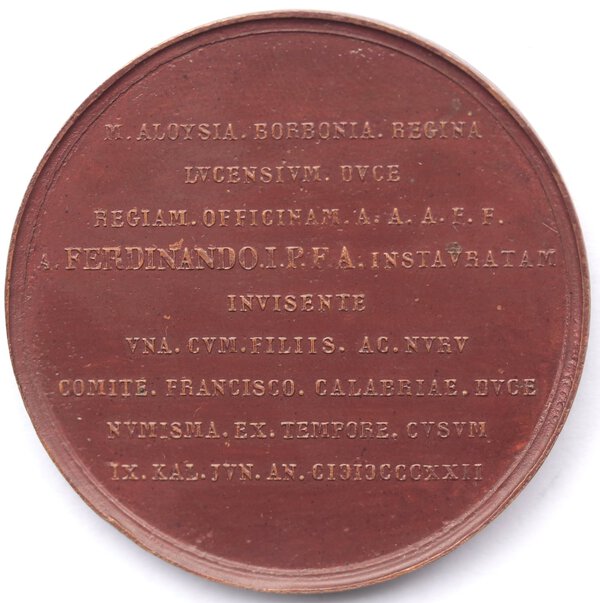 M. ALOYSIA. BORBONIA. REGINA
LVCENSIVM. DVCE
REGIAM. OFFICINAM. A. A. A. F. F.
A. FERDINANDO.I.P.F.A. INSTAVRATAM
INVISENTE
VNA. CVM. FILIIS. AC. NVRV
COMITE. FRANCISCO. CALABRIAE. DVCE
NVMISMA. EX. TEMPORE. CVSVM
IX. KAL. JVN. AN. CIↃIↃCCCXXII